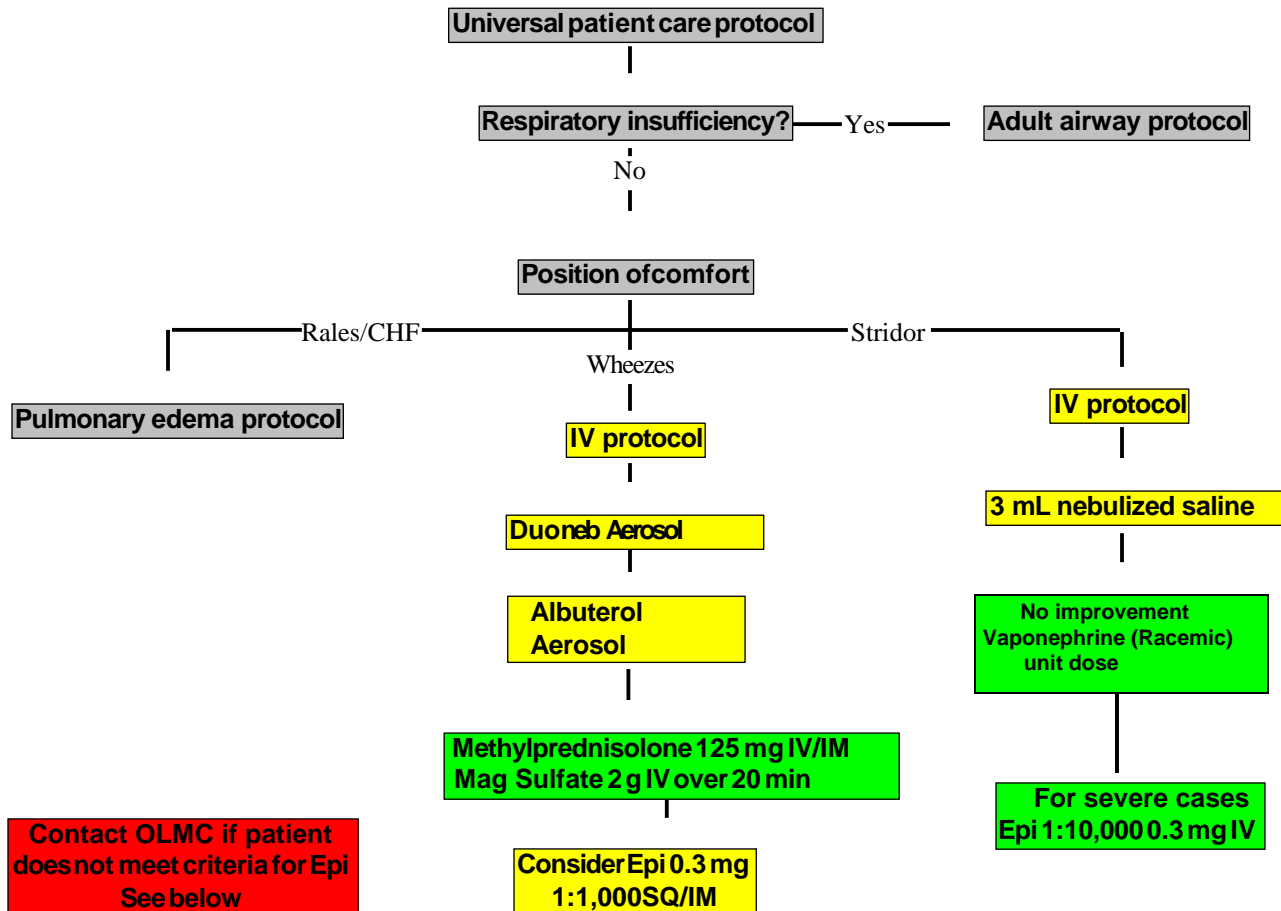 Universal patient care protocol
Respiratory insufficiency?
Yes
Adult airway protocol
No
Position of comfort
Rales/CHF
Wheezes
Stridor
Pulmonary edema protocol
IV protocol
Duoneb Aerosol
Albuterol
Aerosol
Methylprednisolone 125 mg IV/IM
Mag Sulfate 2 g IV over 20 min
Consider Epi 0.3 mg
1:1,000 SQ/IM
IV protocol
3 mL nebulized saline
No improvement
Vaponephrine (Racemic)
unit dose
For severe cases
Epi 1:10,000 0.3 mg IV
Contact OLMC if patient
does not meet criteria for Epi
See below